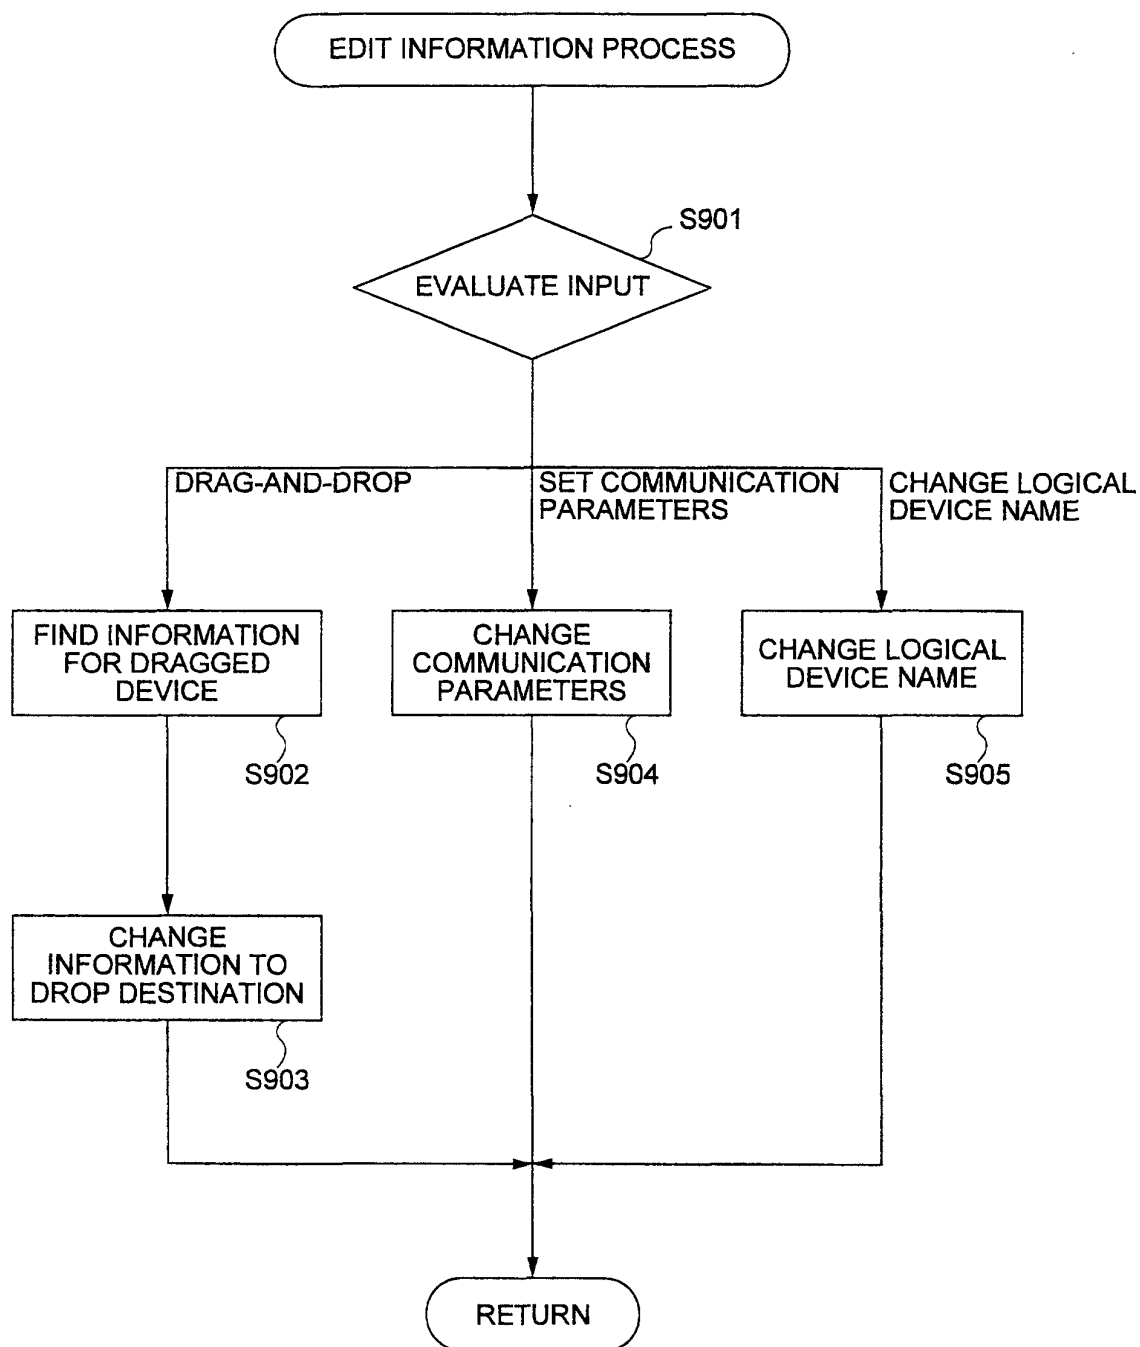 EDIT INFORMATION PROCESS
S901
EVALUATE INPUT
DRAG-AND-DROP
SET COMMUNICATION
PARAMETERS
CHANGE LOGICAL
DEVICE NAME
FIND INFORMATION
FOR DRAGGED
DEVICE
S902
CHANGE
COMMUNICATION
PARAMETERS
S904
CHANGE LOGICAL
DEVICE NAME
S905
CHANGE
INFORMATION TO
DROP DESTINATION
S903
RETURN